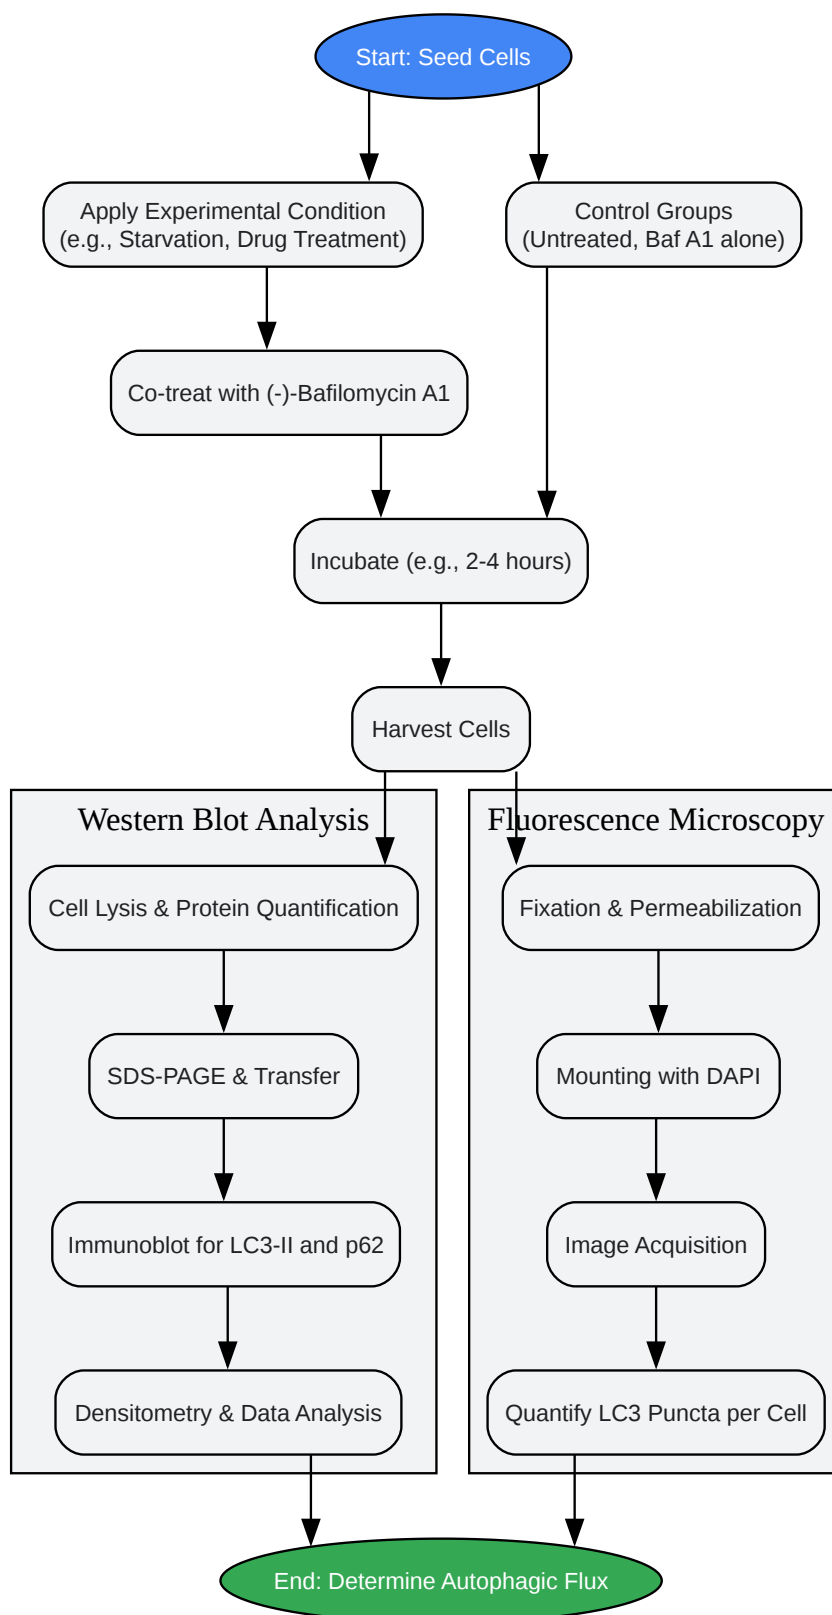 Start: Seed Cells
Apply Experimental Condition
(e.g., Starvation, Drug Treatment)
Control Groups
(Untreated, Baf A1 alone)
Co-treat with (-)-Bafilomycin A1
Incubate (e.g., 2-4 hours)
Harvest Cells
Western Blot Analysis
Cell Lysis & Protein Quantification
SDS-PAGE & Transfer
Immunoblot for LC3-II and p62
Densitometry & Data Analysis
Fluorescence Microscopy
Fixation & Permeabilization
Mounting with DAPI
Image Acquisition
Quantify LC3 Puncta per Cell
End: Determine Autophagic Flux